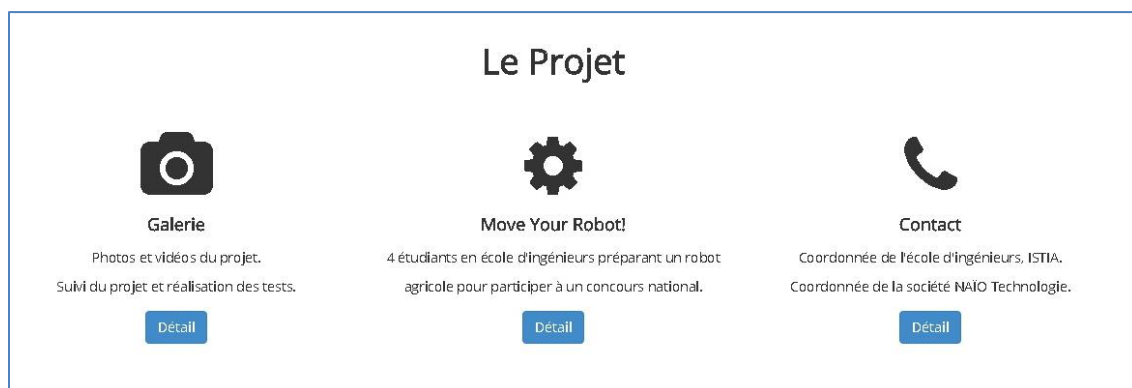 Le Projet
Galerie
Photos et vidéos du projet.
Suivi du projet et réalisation des tests.
Détail
Move Your Robot!
4 étudiants en école d'ingénieurs préparant un robot
agricole pour participer à un concours national.
Détail
Contact
Coordonnée de l'école d'ingénieurs, ISTIA.
Coordonnée de la société NAÏO Technologie.
Détail